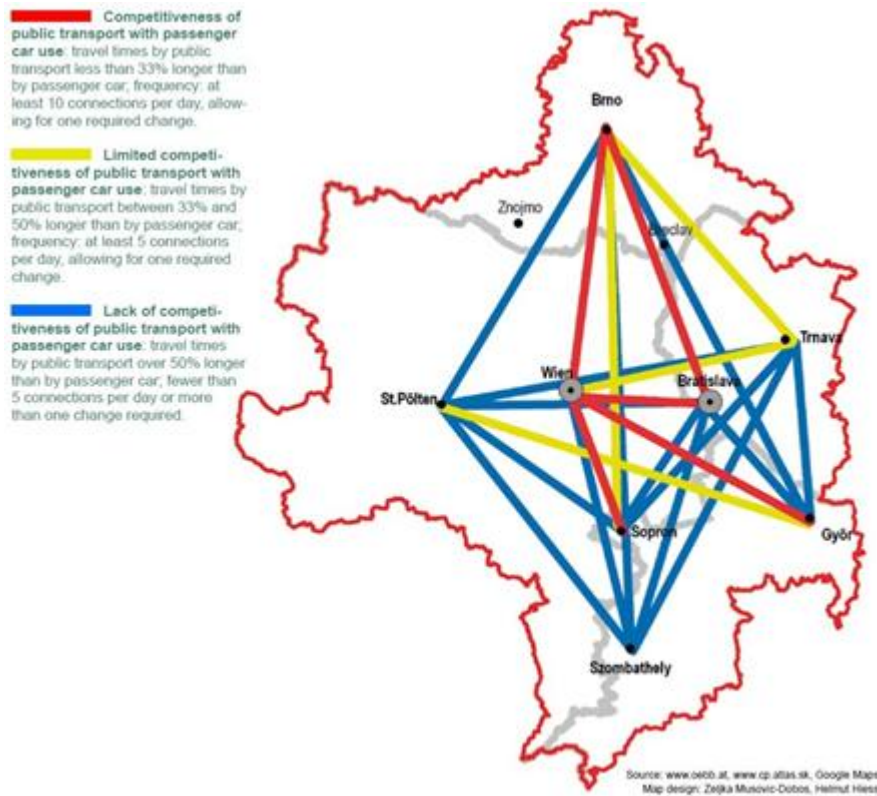 Competitiveness of
public transport with passenger
car use: travel times by public
transport less than 33% longer than
by passenger car; frequency: at
least 10 connections per day, allow-
ing for one required change.
Limited competi-
tiveness of public transport with
passenger car use: travel times by
public transport between 33% and
50% longer than by passenger car;
frequency: at least 5 connections
per day, allowing for one required
change.
Lack of competi-
tiveness of public transport with
passenger car use: travel times
by public transport over 50% longer
than by passenger car; fewer than
5 connections per day or more
than one change required.
Brno
Znojmo
Breclav
Trnava
Wien
Bratislava
St.Pölten
Sopron
Györ
Szombathely
Source: www.oebb.at, www.cp.atlas.sk, Google Maps
Map design: Zeljka Musovic-Dobos, Helmut Hiess